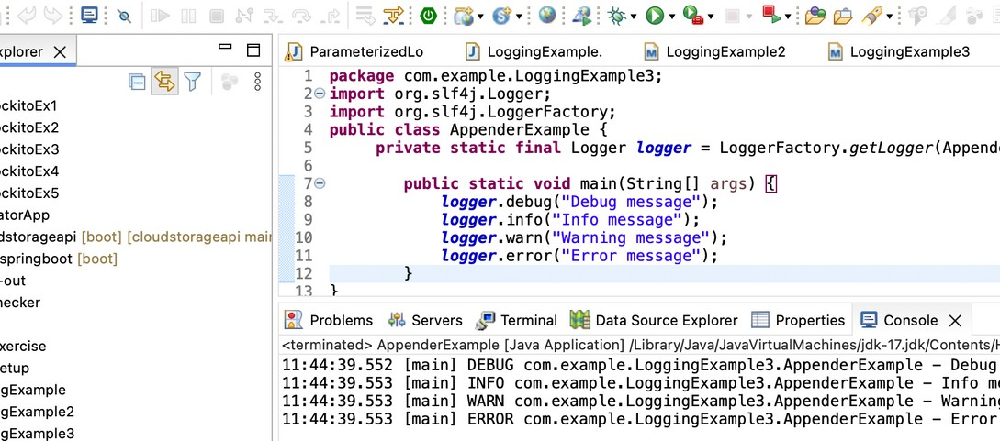 xplorer
ockitoEx1
ockitoEx2
ockitoEx3
ockitoEx4
ockitoEx5
atorApp
dstorageapi [boot] [cloudstorageapi mair
springboot [boot]
-out
hecker
xercise
etup
gExample
gExample2
gExample3
ParameterizedLo LoggingExample. LoggingExample2 LoggingExample3
1 package com.example.LoggingExample3;
2 import org.slf4j.Logger;
3 import org.slf4j.LoggerFactory;
4 public class AppenderExample {
5 private static final Logger logger = LoggerFactory.getLogger(Appende
6
7 public static void main(String[] args) {
8 logger.debug("Debug message");
9 logger.info("Info message");
10 logger.warn("Warning message");
11 logger.error("Error message");
12 }
13 }
Problems Servers Terminal Data Source Explorer Properties Console
<terminated> AppenderExample [Java Application] /Library/Java/JavaVirtualMachines/jdk-17.jdk/Contents/H
11:44:39.552 [main] DEBUG com.example.LoggingExample3.AppenderExample – Debug
11:44:39.553 [main] INFO com.example.LoggingExample3.AppenderExample – Info me
11:44:39.553 [main] WARN com.example.LoggingExample3.AppenderExample – Warning
11:44:39.553 [main] ERROR com.example.LoggingExample3.AppenderExample – Error